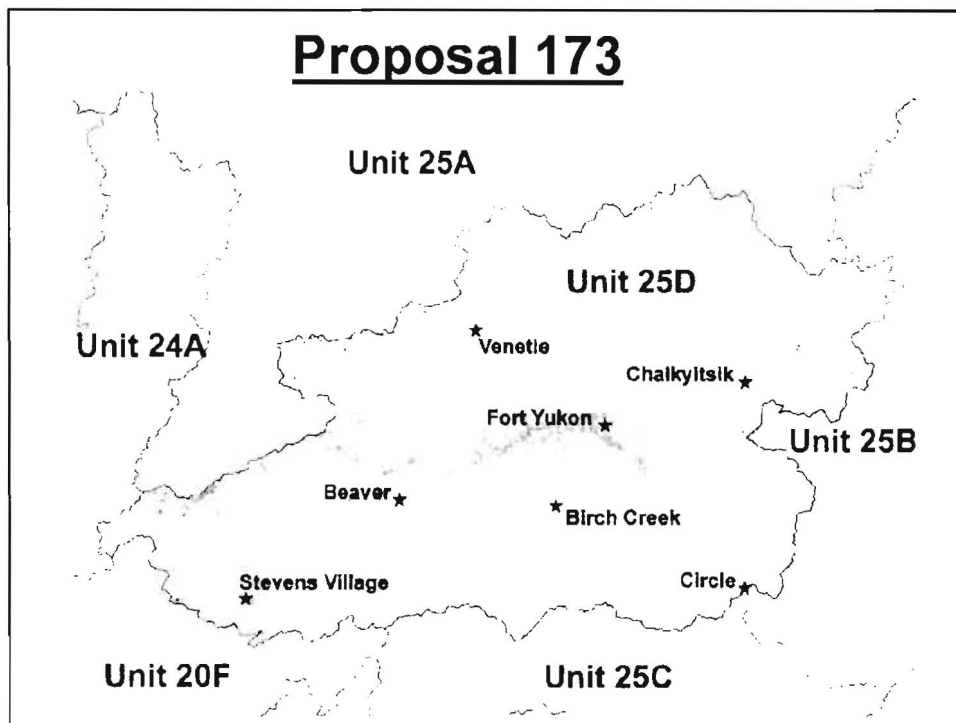 Proposal 173
Unit 25A
Unit 25D
Venetie
Unit 24A
Chalkyitsik
Fort Yukon
Unit 25B
Beaver
Birch Creek
Stevens Village
Circle
Unit 20F
Unit 25C